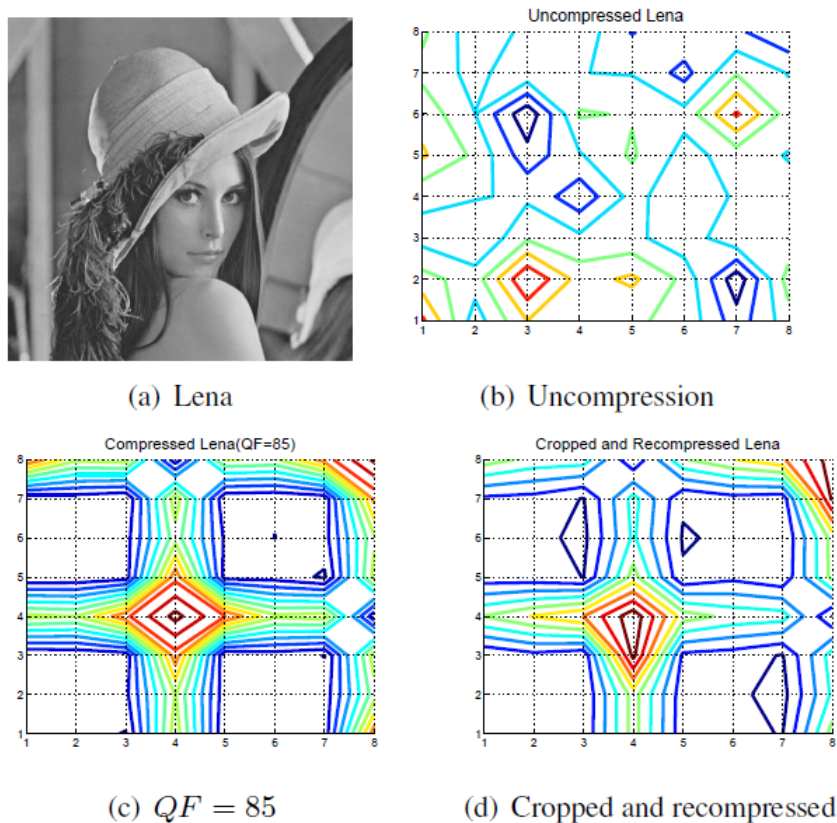 Uncompressed Lena
8
7
6
5
4
3
2
1
1 2 3 4 5 6 7 8
(a) Lena
(b) Uncompression
Compressed Lena(QF=85)
8
7
6
5
4
3
2
1
1 2 3 4 5 6 7 8
Cropped and Recompressed Lena
8
7
6
5
4
3
2
1
1 2 3 4 5 6 7 8
(c) QF = 85
(d) Cropped and recompressed